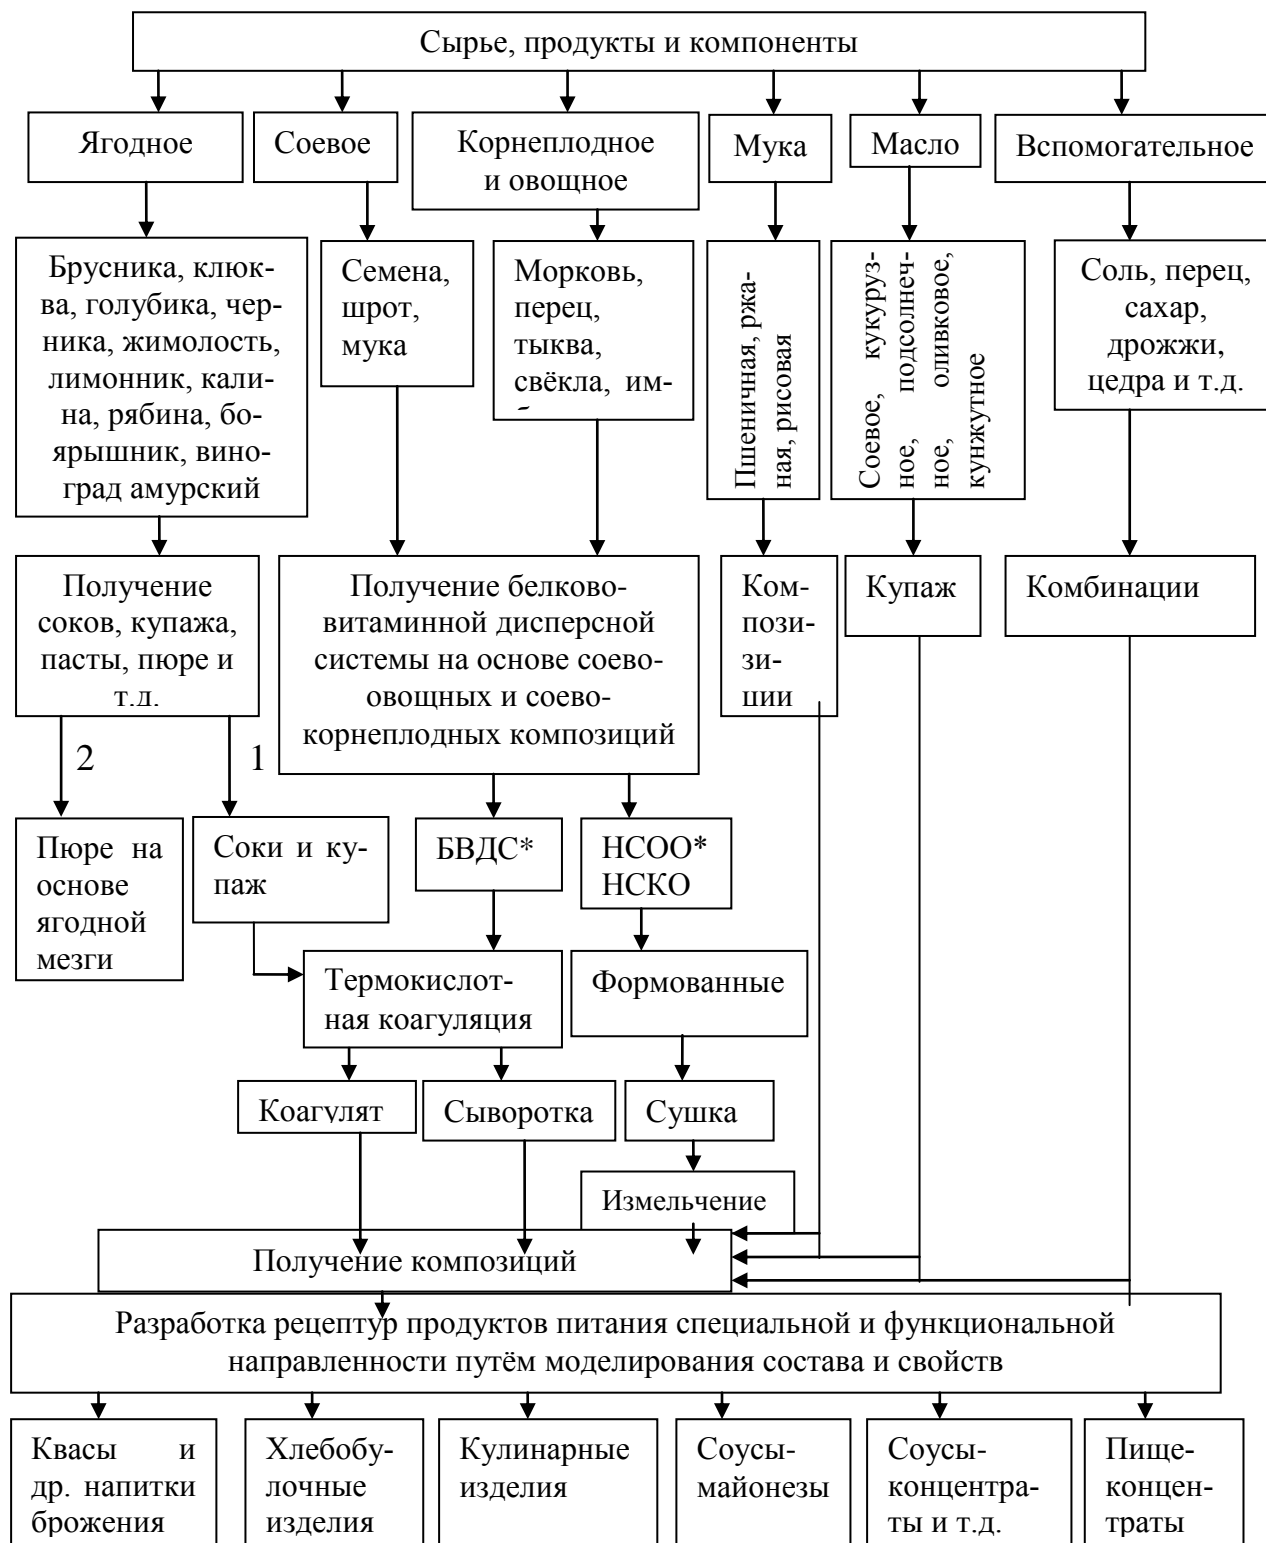 Сырье, продукты и компоненты
Ягодное
Соевое
Корнеплодное
и овощное
Мука
Масло
Вспомогательное
Брусника, клюк-
ва, голубика, чер-
ника, жимолость,
лимонник, кали-
на, рябина, бо-
ярышник, вино-
град амурский
Семена,
шрот,
мука
Морковь,
перец,
тыква,
свёкла, им-
Пшеничная, ржа-
ная, рисовая
Соевое, кукуруз-
ное, подсолнеч-
ное, оливковое,
кунжутное
Соль, перец,
сахар,
дрожжи,
цедра и т.д.
Получение
соков, купажа,
пасты, пюре и
т.д.
Получение белково-
витаминной дисперсной
системы на основе соево-
овощных и соево-
корнеплодных композиций
Ком-
пози-
зи-
ции
Купаж
Комбинации
2
1
Пюре на
основе
ягодной
мезги
Соки и ку-
паж
БВДС*
НСОО*
НСКО
Термокислот-
ная коагуляция
Формованные
Коагулят
Сыворотка
Сушка
Измельчение
Получение композиций
Разработка рецептур продуктов питания специальной и функциональной
направленности путём моделирования состава и свойств
Квасы и
др. напитки
брожения
Хлебобу-
лочные
изделия
Кулинарные
изделия
Соусы-
майонезы
Соусы-
концентра-
ты и т.д.
Пище-
концен-
траты